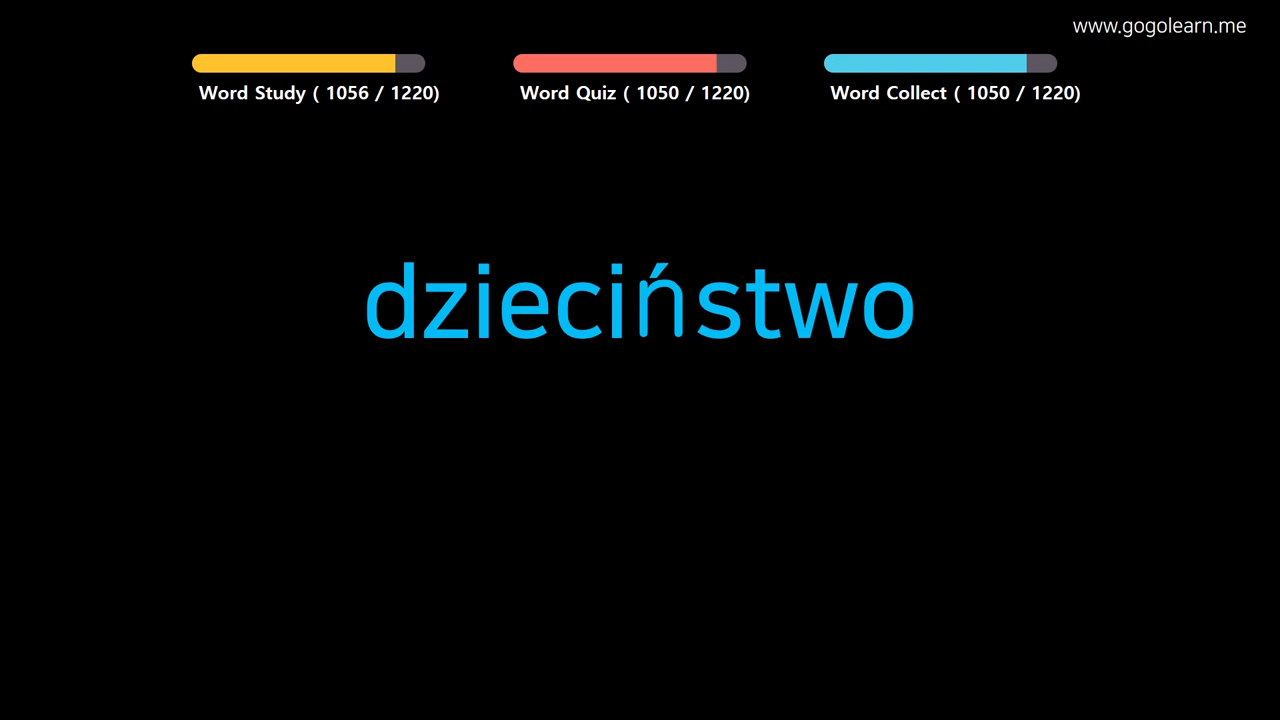 www.gogolearn.me
Word Study ( 1056 / 1220)
Word Quiz ( 1050 / 1220)
Word Collect ( 1050 / 1220)
dzieciństwo